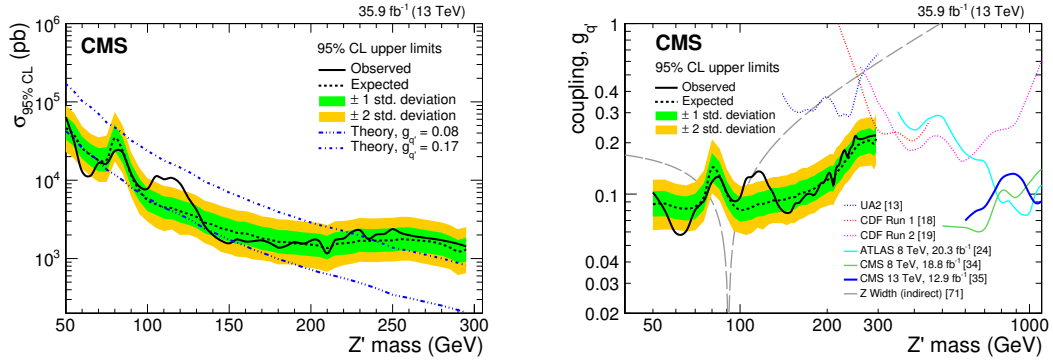 35.9 fb⁻¹ (13 TeV)
CMS
95% CL upper limits
Observed
Expected
± 1 std. deviation
± 2 std. deviation
Theory, g_q' = 0.08
Theory, g_q' = 0.17
σ_95% CL (pb)
10⁶
10⁵
10⁴
10³
50 100 150 200 250 300
Z' mass (GeV)
35.9 fb⁻¹ (13 TeV)
CMS
95% CL upper limits
Observed
Expected
± 1 std. deviation
± 2 std. deviation
UA2 [13]
CDF Run 1 [18]
CDF Run 2 [19]
ATLAS 8 TeV, 20.3 fb⁻¹ [24]
CMS 8 TeV, 18.8 fb⁻¹ [34]
CMS 13 TeV, 12.9 fb⁻¹ [35]
Z Width (indirect) [71]
coupling, g_q'
1
0.4
0.3
0.2
0.1
0.04
0.02
0.01
50 100 200 300 1000
Z' mass (GeV)